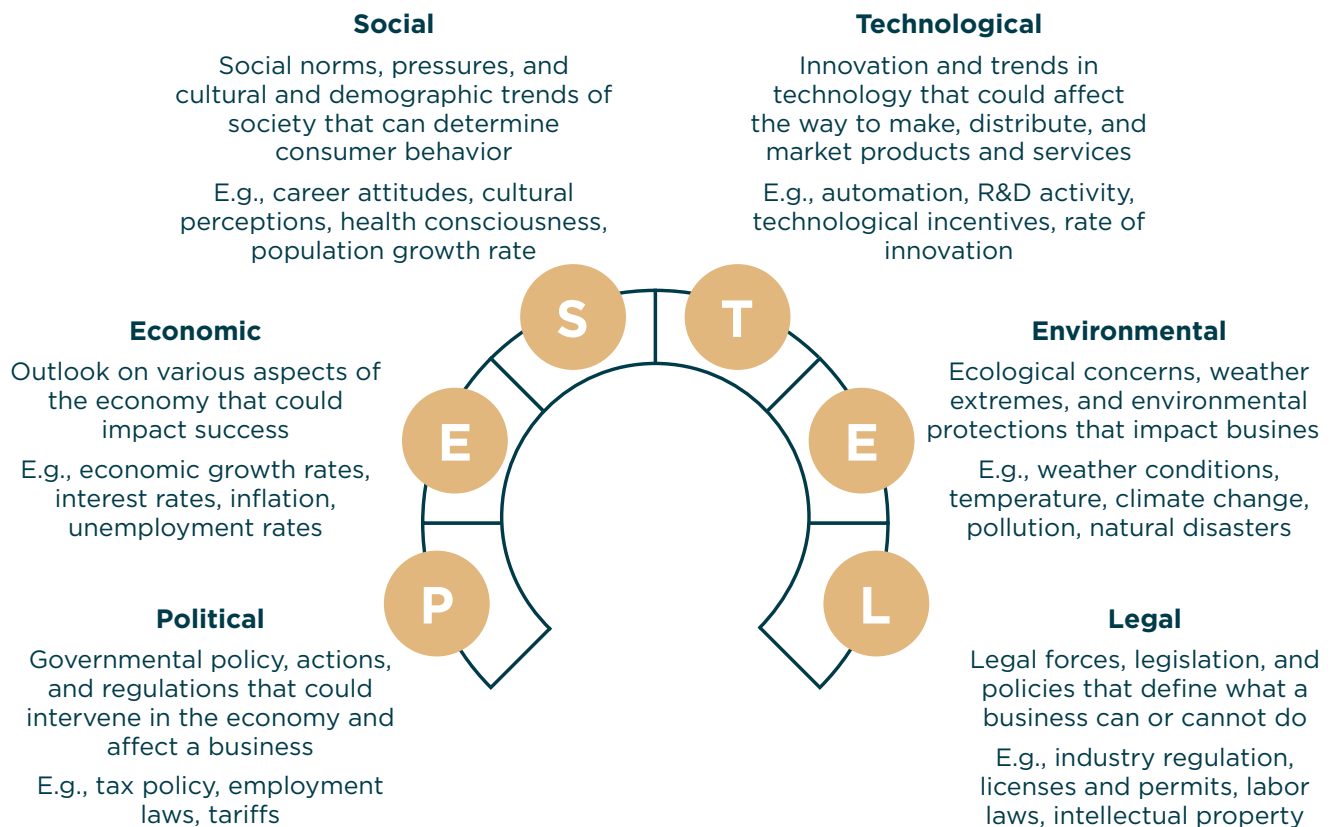 Social
Social norms, pressures, and
cultural and demographic trends of
society that can determine
consumer behavior
E.g., career attitudes, cultural
perceptions, health consciousness,
population growth rate
Technological
Innovation and trends in
technology that could affect
the way to make, distribute, and
market products and services
E.g., automation, R&D activity,
technological incentives, rate of
innovation
Economic
Outlook on various aspects of
the economy that could
impact success
E.g., economic growth rates,
interest rates, inflation,
unemployment rates
S
T
E
E
P
L
Environmental
Ecological concerns, weather
extremes, and environmental
protections that impact busines
E.g., weather conditions,
temperature, climate change,
pollution, natural disasters
Political
Governmental policy, actions,
and regulations that could
intervene in the economy and
affect a business
E.g., tax policy, employment
laws, tariffs
Legal
Legal forces, legislation, and
policies that define what a
business can or cannot do
E.g., industry regulation,
licenses and permits, labor
laws, intellectual property